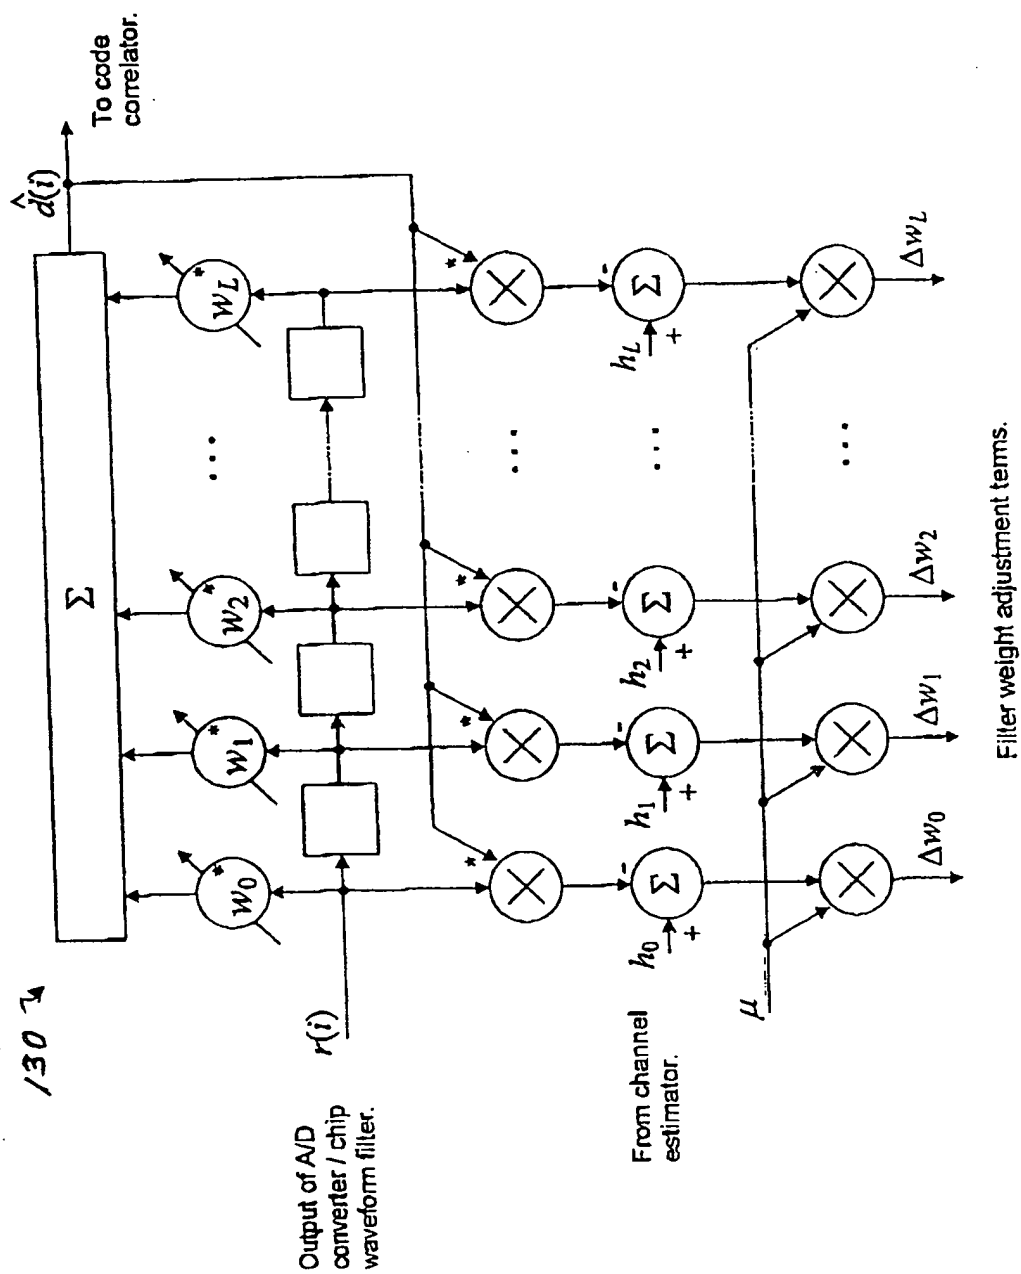 130
d̂(i)
To code
correlator.
Σ
w0* w1* w2* ... wL*
Output of A/D
converter / chip
waveform filter.
r(i)
* * * ... *
- - - ... -
Σ Σ Σ ... Σ
h0 h1 h2 hL
+ + + +
From channel
estimator.
μ
...
Δw0 Δw1 Δw2 ΔwL
Filter weight adjustment terms.